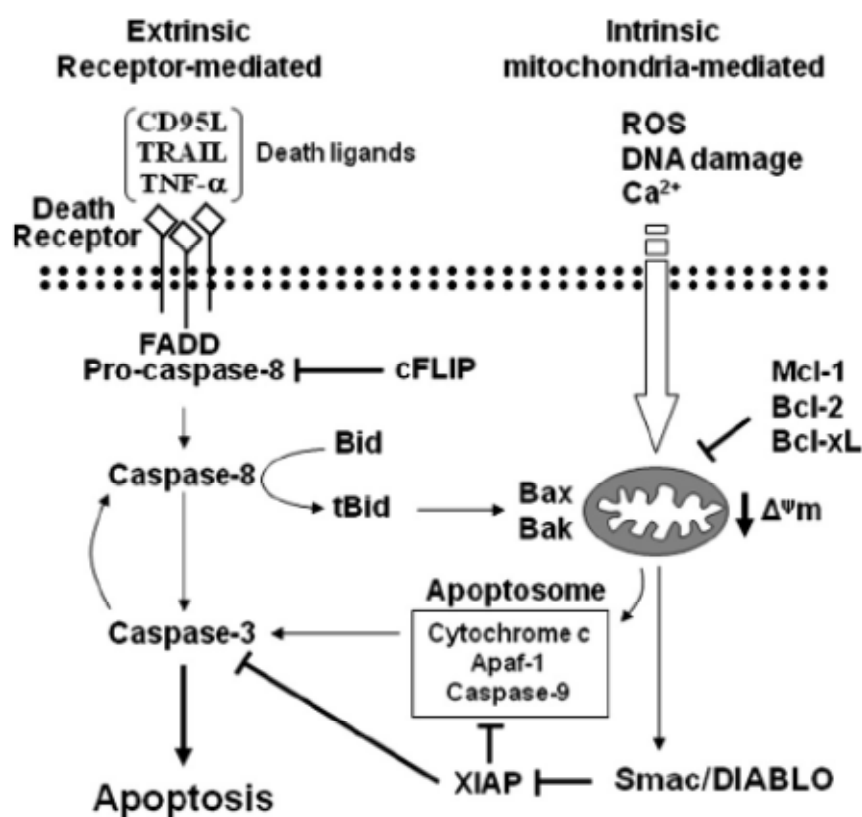 Extrinsic
Receptor-mediated
Intrinsic
mitochondria-mediated
CD95L
TRAIL
TNF-α
Death ligands
ROS
DNA damage
Ca²⁺
Death
Receptor
FADD
Pro-caspase-8
cFLIP
Mcl-1
Bcl-2
Bcl-xL
Caspase-8
Bid
tBid
Bax
Bak
Δᴪm
Apoptosome
Cytochrome c
Apaf-1
Caspase-9
Caspase-3
XIAP
Smac/DIABLO
Apoptosis